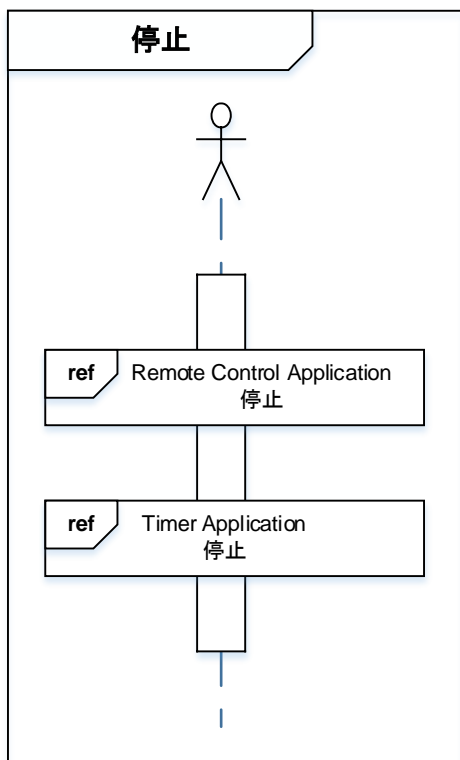 停止
ref Remote Control Application
停止
ref Timer Application
停止